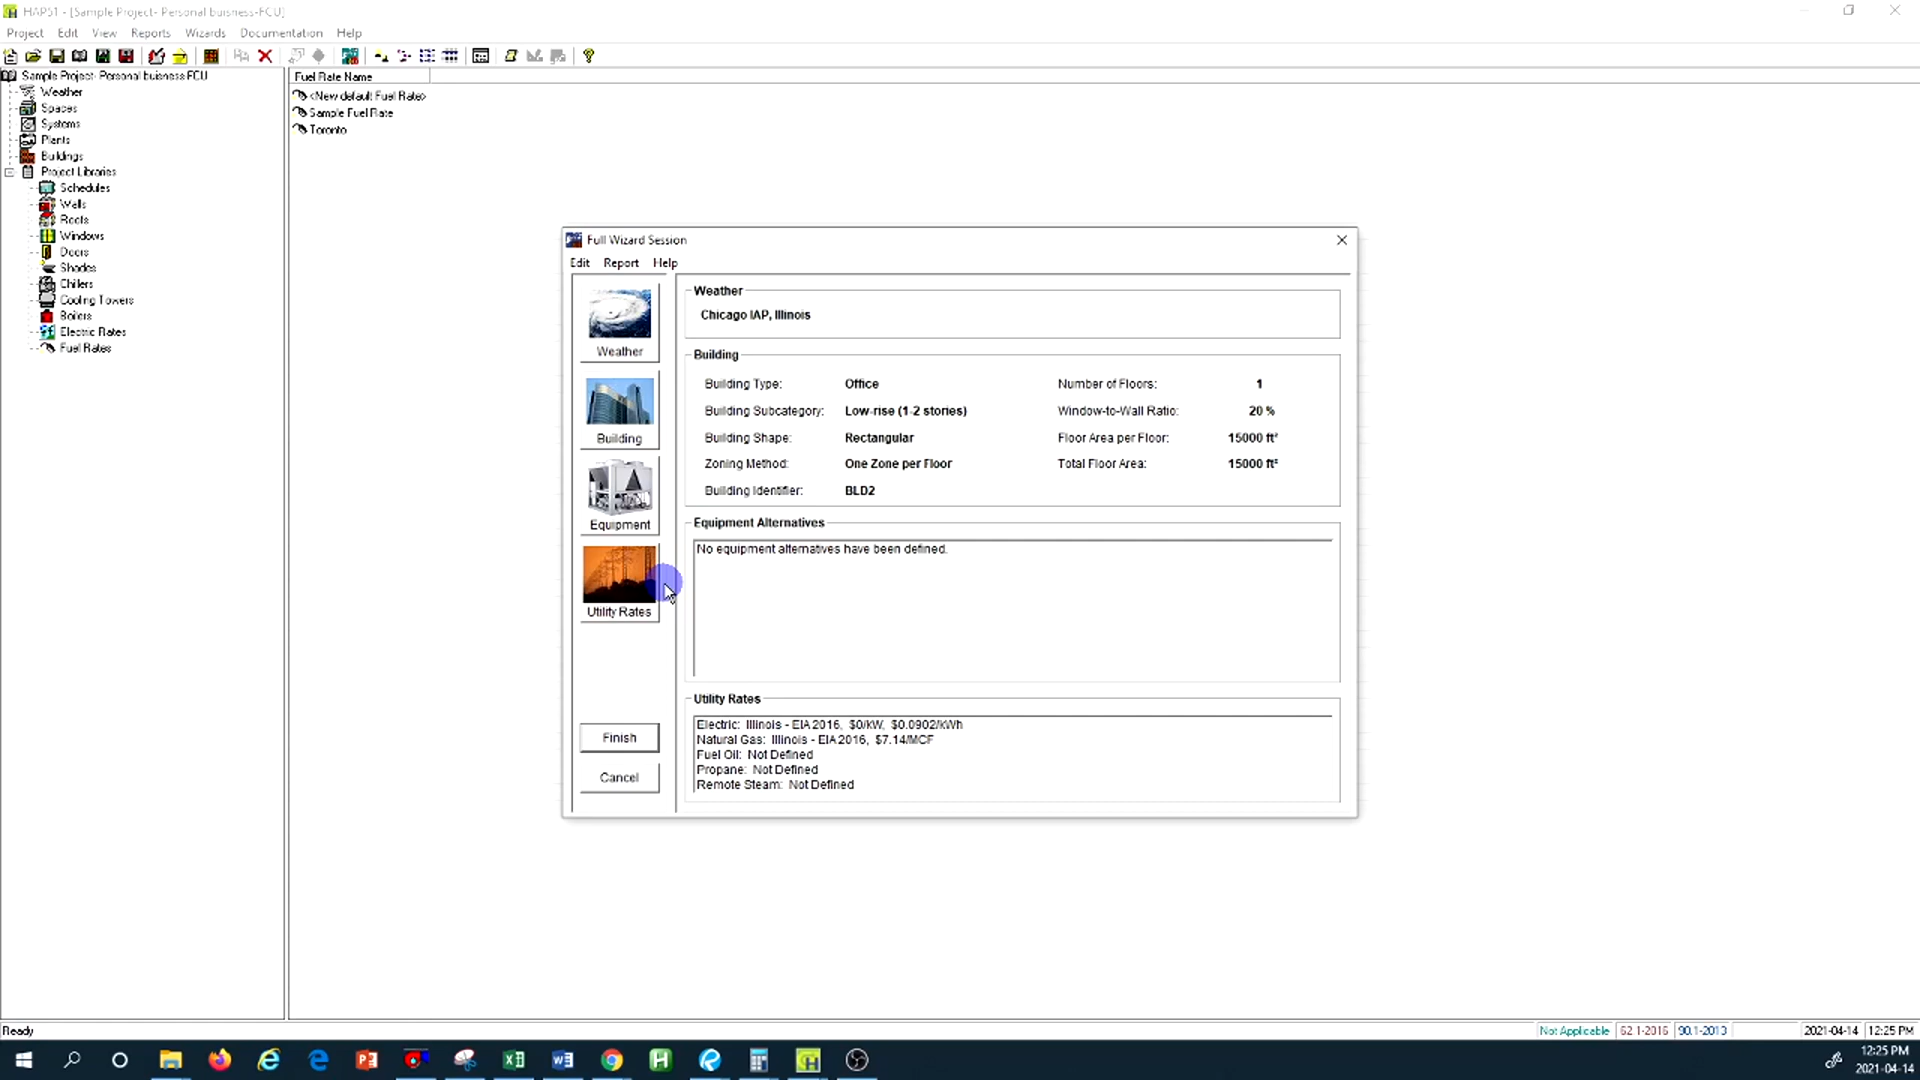 HAP51 - [Sample Project- Personal buisness-FCU]
Project Edit View Reports Wizards Documentation Help
Sample Project- Personal buisness FCU
Weather
Spaces
Systems
Plants
Buildings
Project Libraries
Schedules
Walls
Roofs
Windows
Doors
Shades
Chillers
Cooling Towers
Boilers
Electric Rates
Fuel Rates
Fuel Rate Name
<New default Fuel Rate>
Sample Fuel Rate
Toronto
Full Wizard Session
Edit Report Help
Weather
Building
Equipment
Utility Rates
Finish
Cancel
Weather
Chicago IAP, Illinois
Building
Building Type: Office Number of Floors: 1
Building Subcategory: Low-rise (1-2 stories) Window-to-Wall Ratio: 20 %
Building Shape: Rectangular Floor Area per Floor: 15000 ft²
Zoning Method: One Zone per Floor Total Floor Area: 15000 ft²
Building Identifier: BLD2
Equipment Alternatives
No equipment alternatives have been defined.
Utility Rates
Electric: Illinois - EIA 2016, $0/kW, $0.0902/kWh
Natural Gas: Illinois - EIA 2016, $7.14/MCF
Fuel Oil: Not Defined
Propane: Not Defined
Remote Steam: Not Defined
Ready Not Applicable 62.1-2016 90.1-2013 2021-04-14 12:25 PM
12:25 PM
2021-04-14